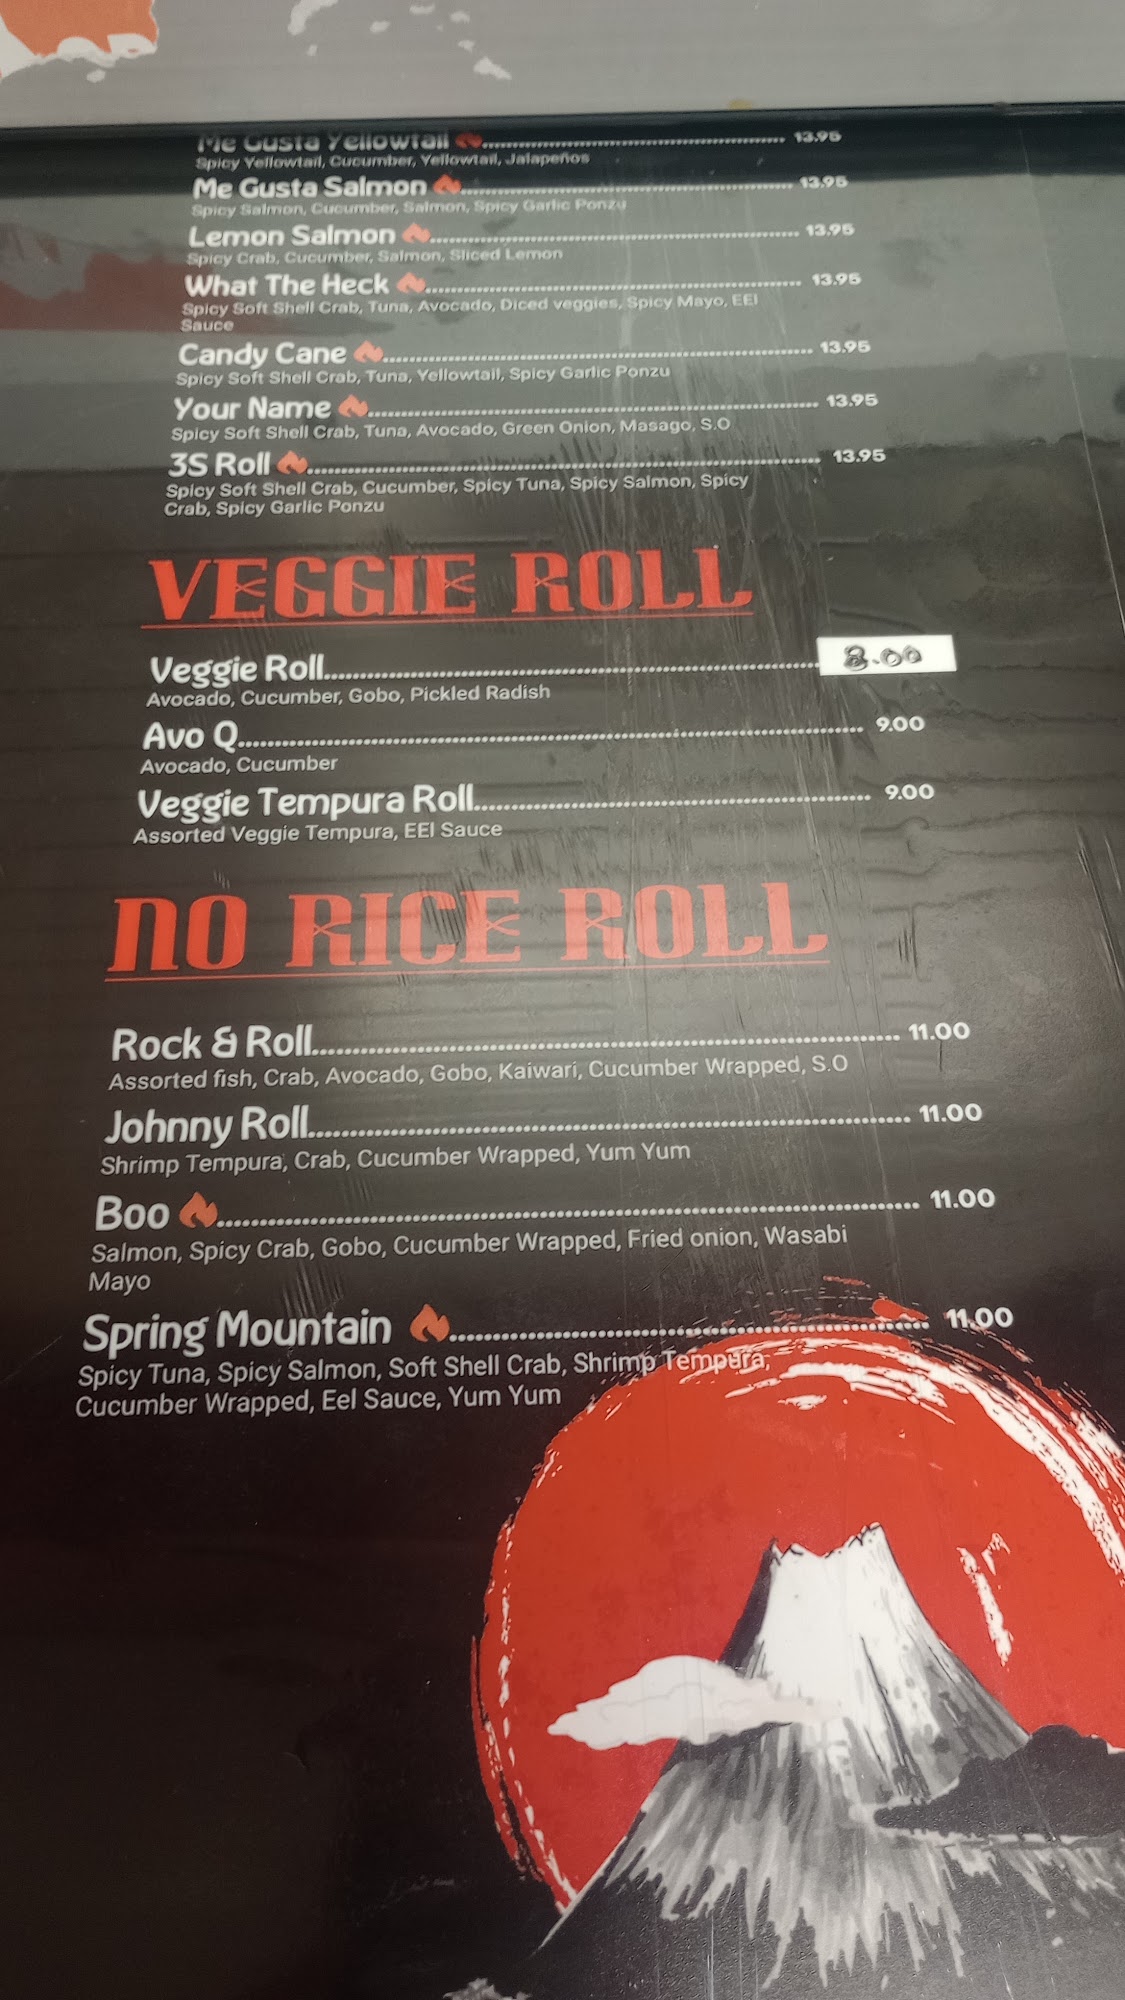 Me Gusta Yellowtail 13.95
Spicy Yellowtail, Cucumber, Yellowtail, Jalapeños
Me Gusta Salmon 13.95
Spicy Salmon, Cucumber, Salmon, Spicy Garlic Ponzu
Lemon Salmon 13.95
Spicy Crab, Cucumber, Salmon, Sliced Lemon
What The Heck 13.95
Spicy Soft Shell Crab, Tuna, Avocado, Diced veggies, Spicy Mayo, EEl
Sauce
Candy Cane 13.95
Spicy Soft Shell Crab, Tuna, Yellowtail, Spicy Garlic Ponzu
Your Name 13.95
Spicy Soft Shell Crab, Tuna, Avocado, Green Onion, Masago, S.O
3S Roll 13.95
Spicy Soft Shell Crab, Cucumber, Spicy Tuna, Spicy Salmon, Spicy
Crab, Spicy Garlic Ponzu
VEGGIE ROLL
Veggie Roll 8.00
Avocado, Cucumber, Gobo, Pickled Radish
Avo Q 9.00
Avocado, Cucumber
Veggie Tempura Roll 9.00
Assorted Veggie Tempura, EEl Sauce
NO RICE ROLL
Rock & Roll 11.00
Assorted fish, Crab, Avocado, Gobo, Kaiwari, Cucumber Wrapped, S.O
Johnny Roll 11.00
Shrimp Tempura, Crab, Cucumber Wrapped, Yum Yum
Boo 11.00
Salmon, Spicy Crab, Gobo, Cucumber Wrapped, Fried onion, Wasabi
Mayo
Spring Mountain 11.00
Spicy Tuna, Spicy Salmon, Soft Shell Crab, Shrimp Tempura,
Cucumber Wrapped, Eel Sauce, Yum Yum